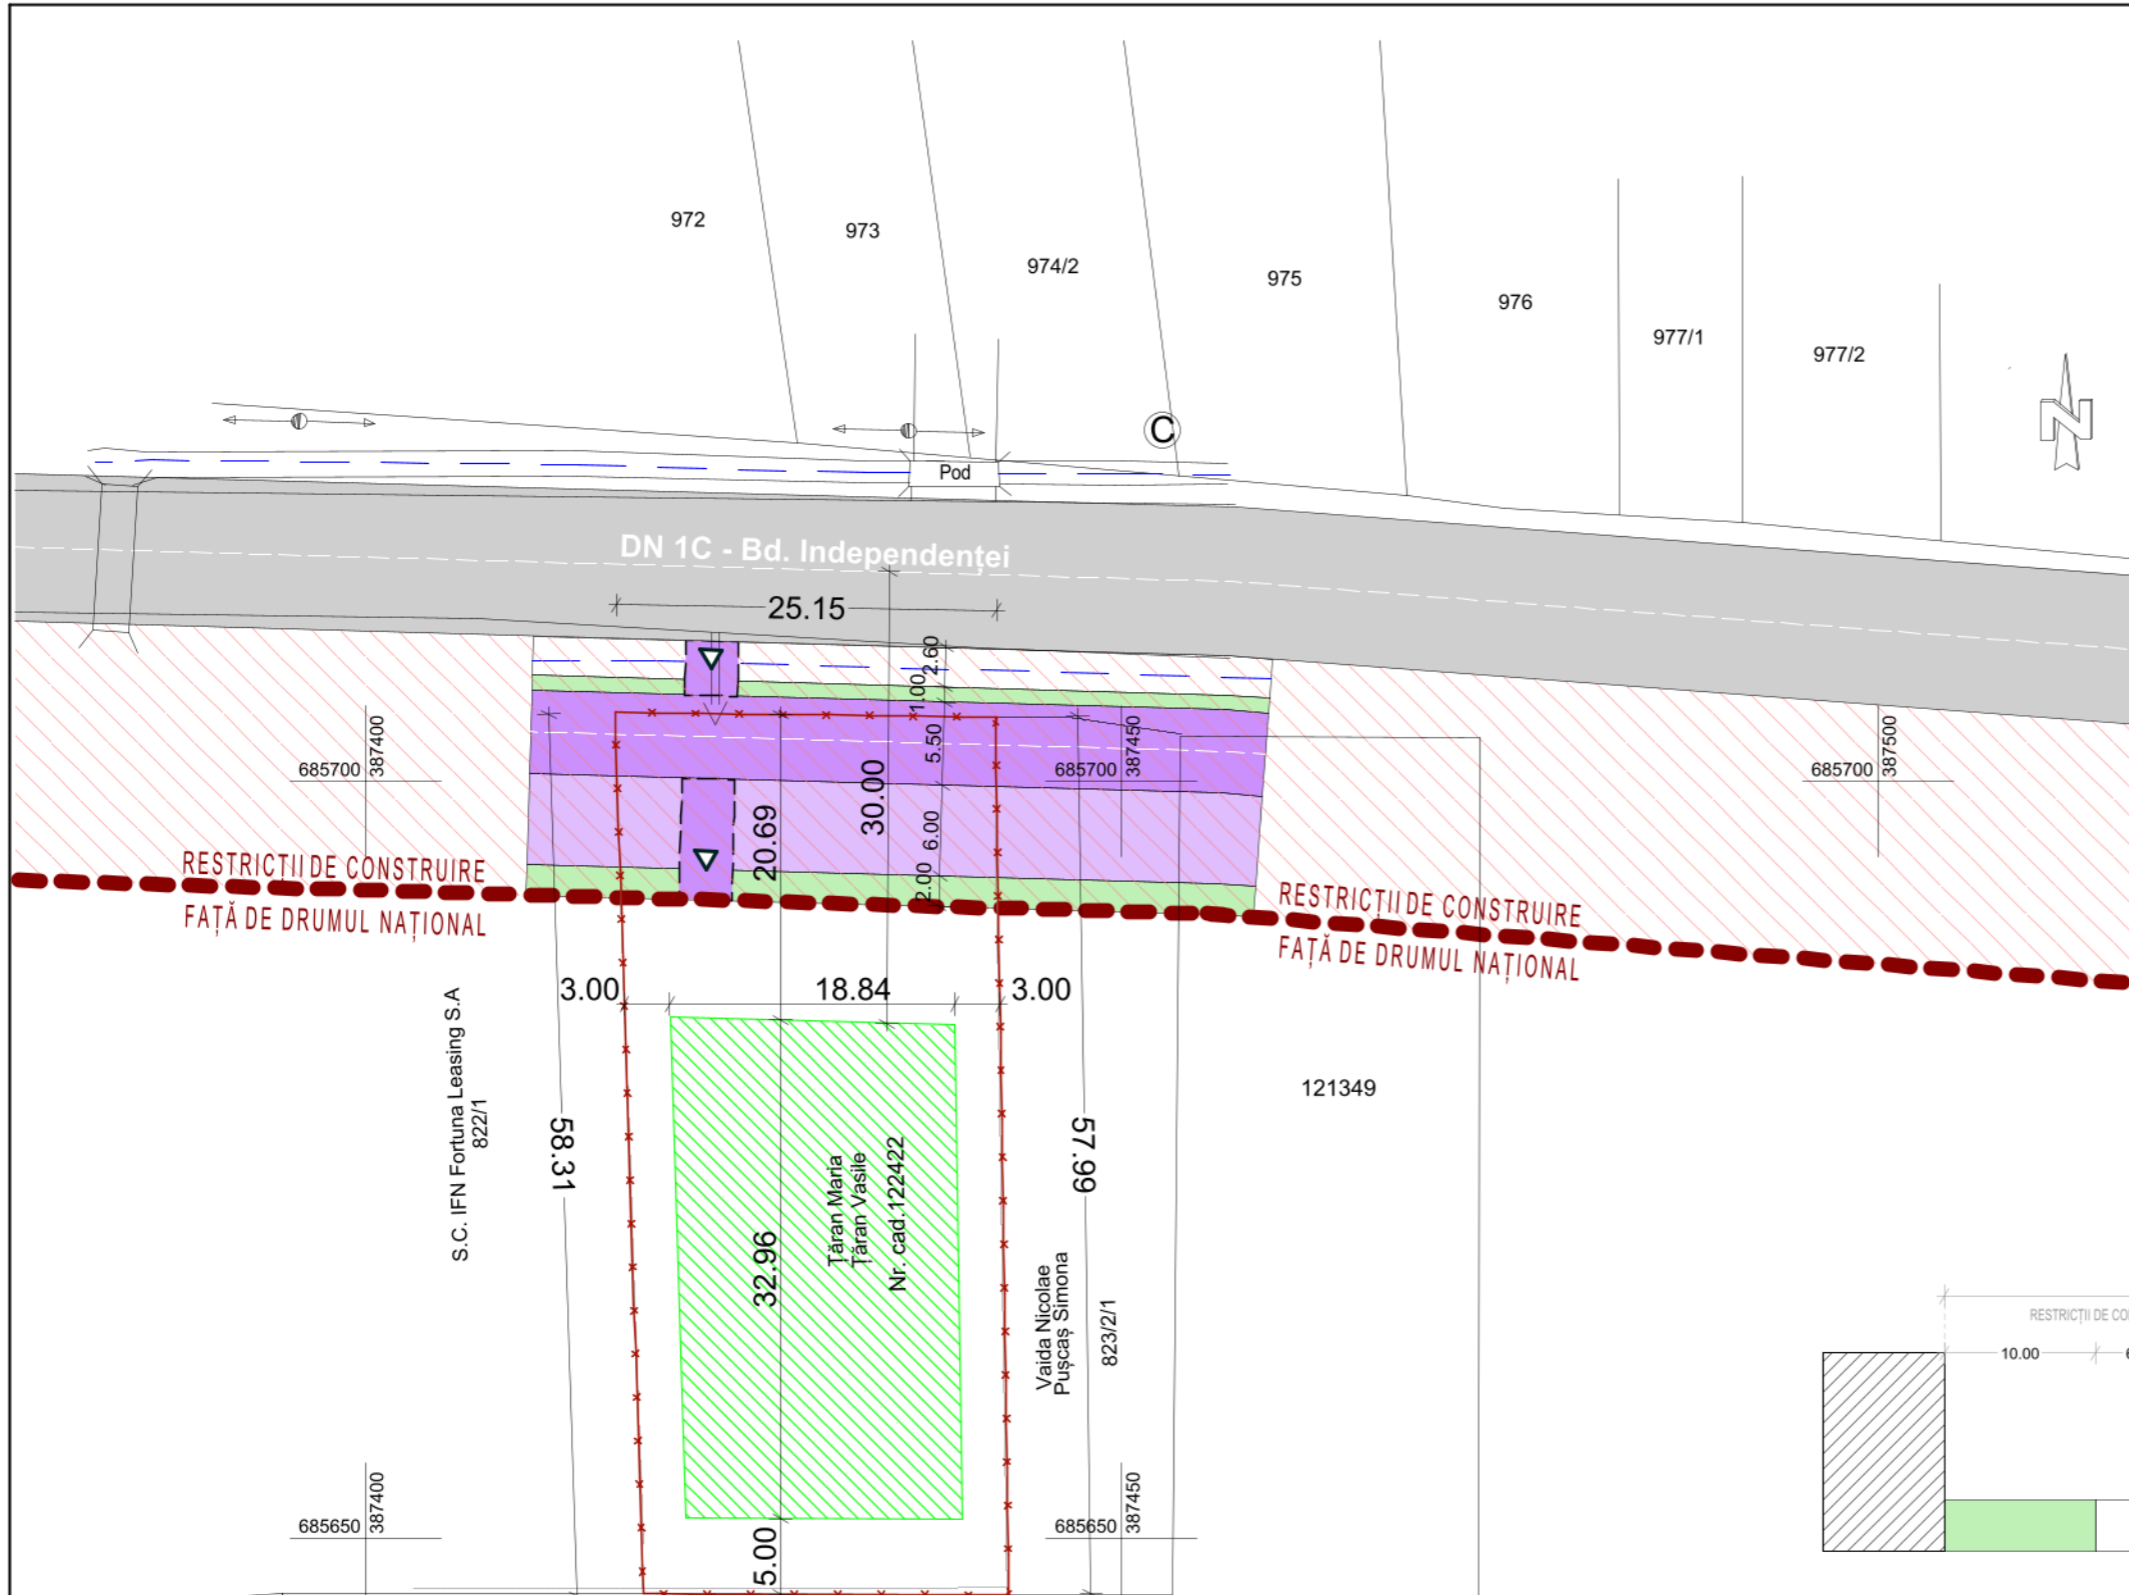 972
973
974/2
975
976
977/1
977/2
N
C
Pod
DN 1C - Bd. Independenței
25.15
2.60
1.00
5.50
6.00
2.00
30.00
20.69
685700
387400
685700
387450
685700
387500
RESTRICȚII DE CONSTRUIRE
FAȚĂ DE DRUMUL NAȚIONAL
RESTRICȚII DE CONSTRUIRE
FAȚĂ DE DRUMUL NAȚIONAL
3.00
18.84
3.00
S.C. IFN Fortuna Leasing S.A
822/1
58.31
Țăran Maria
Țăran Vasile
Nr. cad.122422
32.96
57.99
Vaida Nicolae
Pușcaș Simona
823/2/1
121349
5.00
685650
387400
685650
387450
RESTRICȚII DE CO
10.00